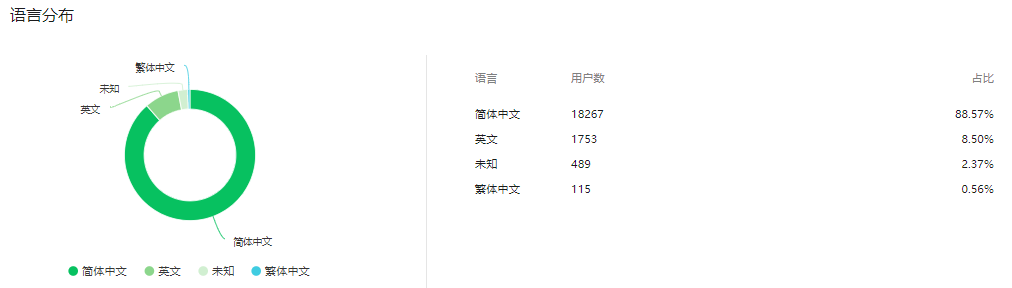 语言分布
繁体中文
未知
英文
简体中文
简体中文 英文 未知 繁体中文
语言 用户数 占比
简体中文 18267 88.57%
英文 1753 8.50%
未知 489 2.37%
繁体中文 115 0.56%